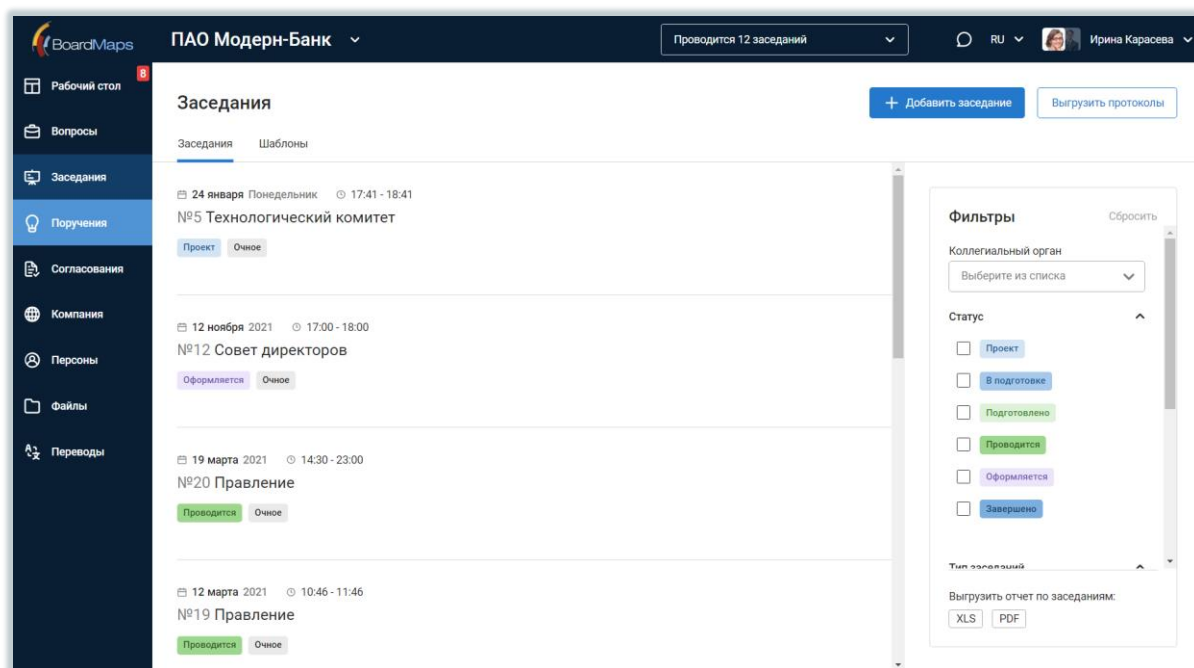 BoardMaps
ПАО Модерн-Банк
Проводится 12 заседаний
RU
Ирина Карасева
Рабочий стол
8
Вопросы
Заседания
Поручения
Согласования
Компания
Персоны
Файлы
Переводы
Заседания
+ Добавить заседание
Выгрузить протоколы
Заседания Шаблоны
24 января Понедельник 17:41 - 18:41
№5 Технологический комитет
Проект Очное
12 ноября 2021 17:00 - 18:00
№12 Совет директоров
Оформляется Очное
19 марта 2021 14:30 - 23:00
№20 Правление
Проводится Очное
12 марта 2021 10:46 - 11:46
№19 Правление
Проводится Очное
Фильтры Сбросить
Коллегиальный орган
Выберите из списка
Статус
Проект
В подготовке
Подготовлено
Проводится
Оформляется
Завершено
Тип заседаний
Выгрузить отчет по заседаниям:
XLS PDF